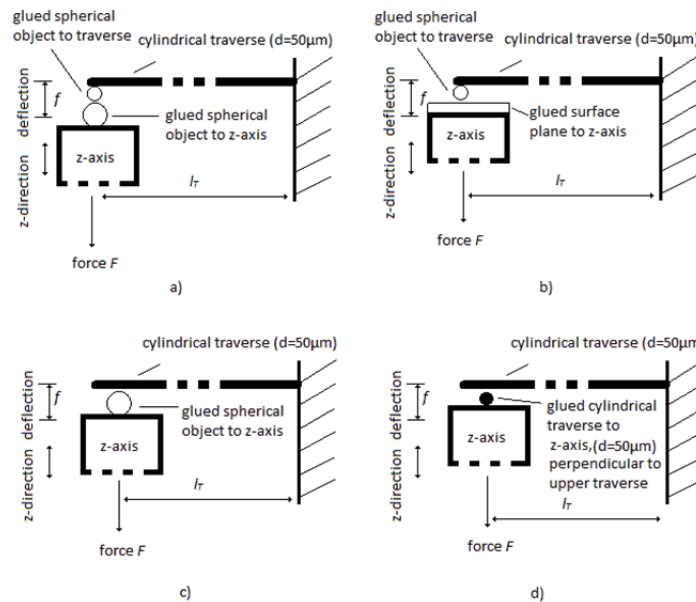 glued spherical
object to traverse
cylindrical traverse (d=50µm)
deflection
f
glued spherical
object to z-axis
z-axis
z-direction
lT
force F
a)
glued spherical
object to traverse
cylindrical traverse (d=50µm)
deflection
f
glued surface
plane to z-axis
z-axis
z-direction
lT
force F
b)
cylindrical traverse (d=50µm)
deflection
f
glued spherical
object to z-axis
z-axis
z-direction
lT
force F
c)
cylindrical traverse (d=50µm
deflection
f
glued cylindrical
traverse to
z-axis,(d=50µm)
perpendicular to
upper traverse
z-axis
z-direction
lT
force F
d)